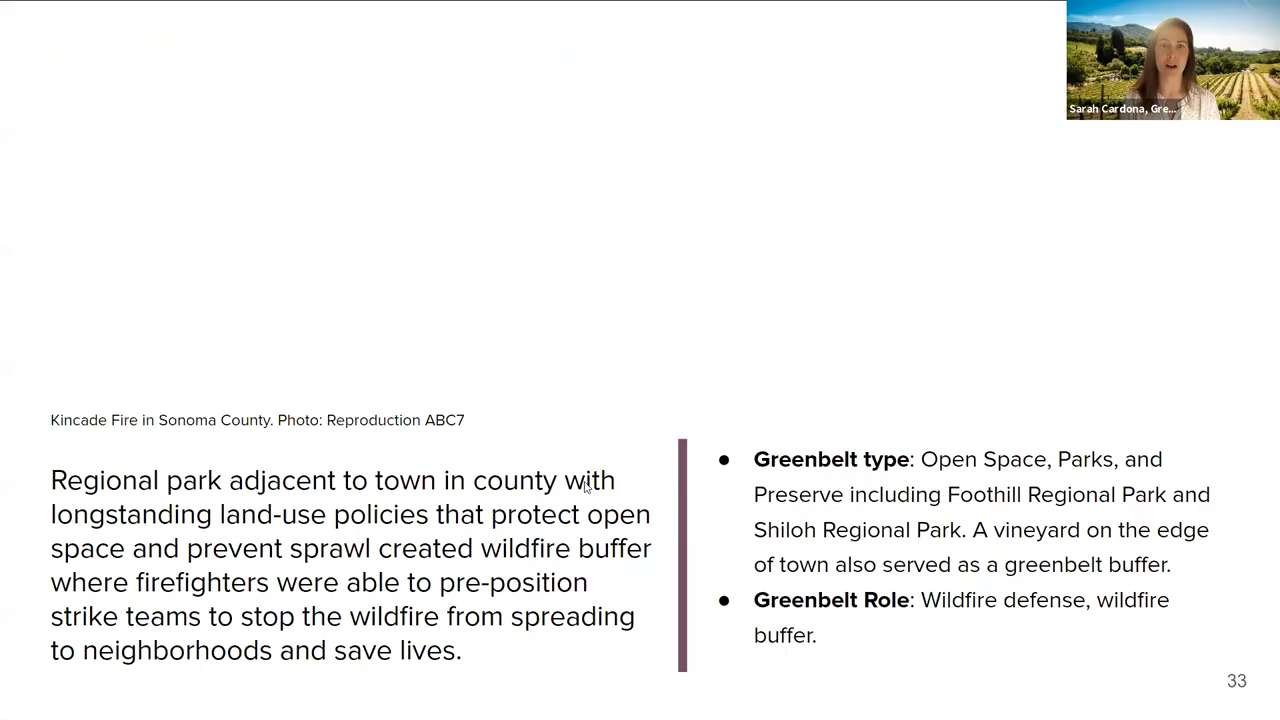 Sarah Cardona, Gre...
Kincade Fire in Sonoma County. Photo: Reproduction ABC7
Regional park adjacent to town in county with
longstanding land-use policies that protect open
space and prevent sprawl created wildfire buffer
where firefighters were able to pre-position
strike teams to stop the wildfire from spreading
to neighborhoods and save lives.
● Greenbelt type: Open Space, Parks, and
Preserve including Foothill Regional Park and
Shiloh Regional Park. A vineyard on the edge
of town also served as a greenbelt buffer.
● Greenbelt Role: Wildfire defense, wildfire
buffer.
33